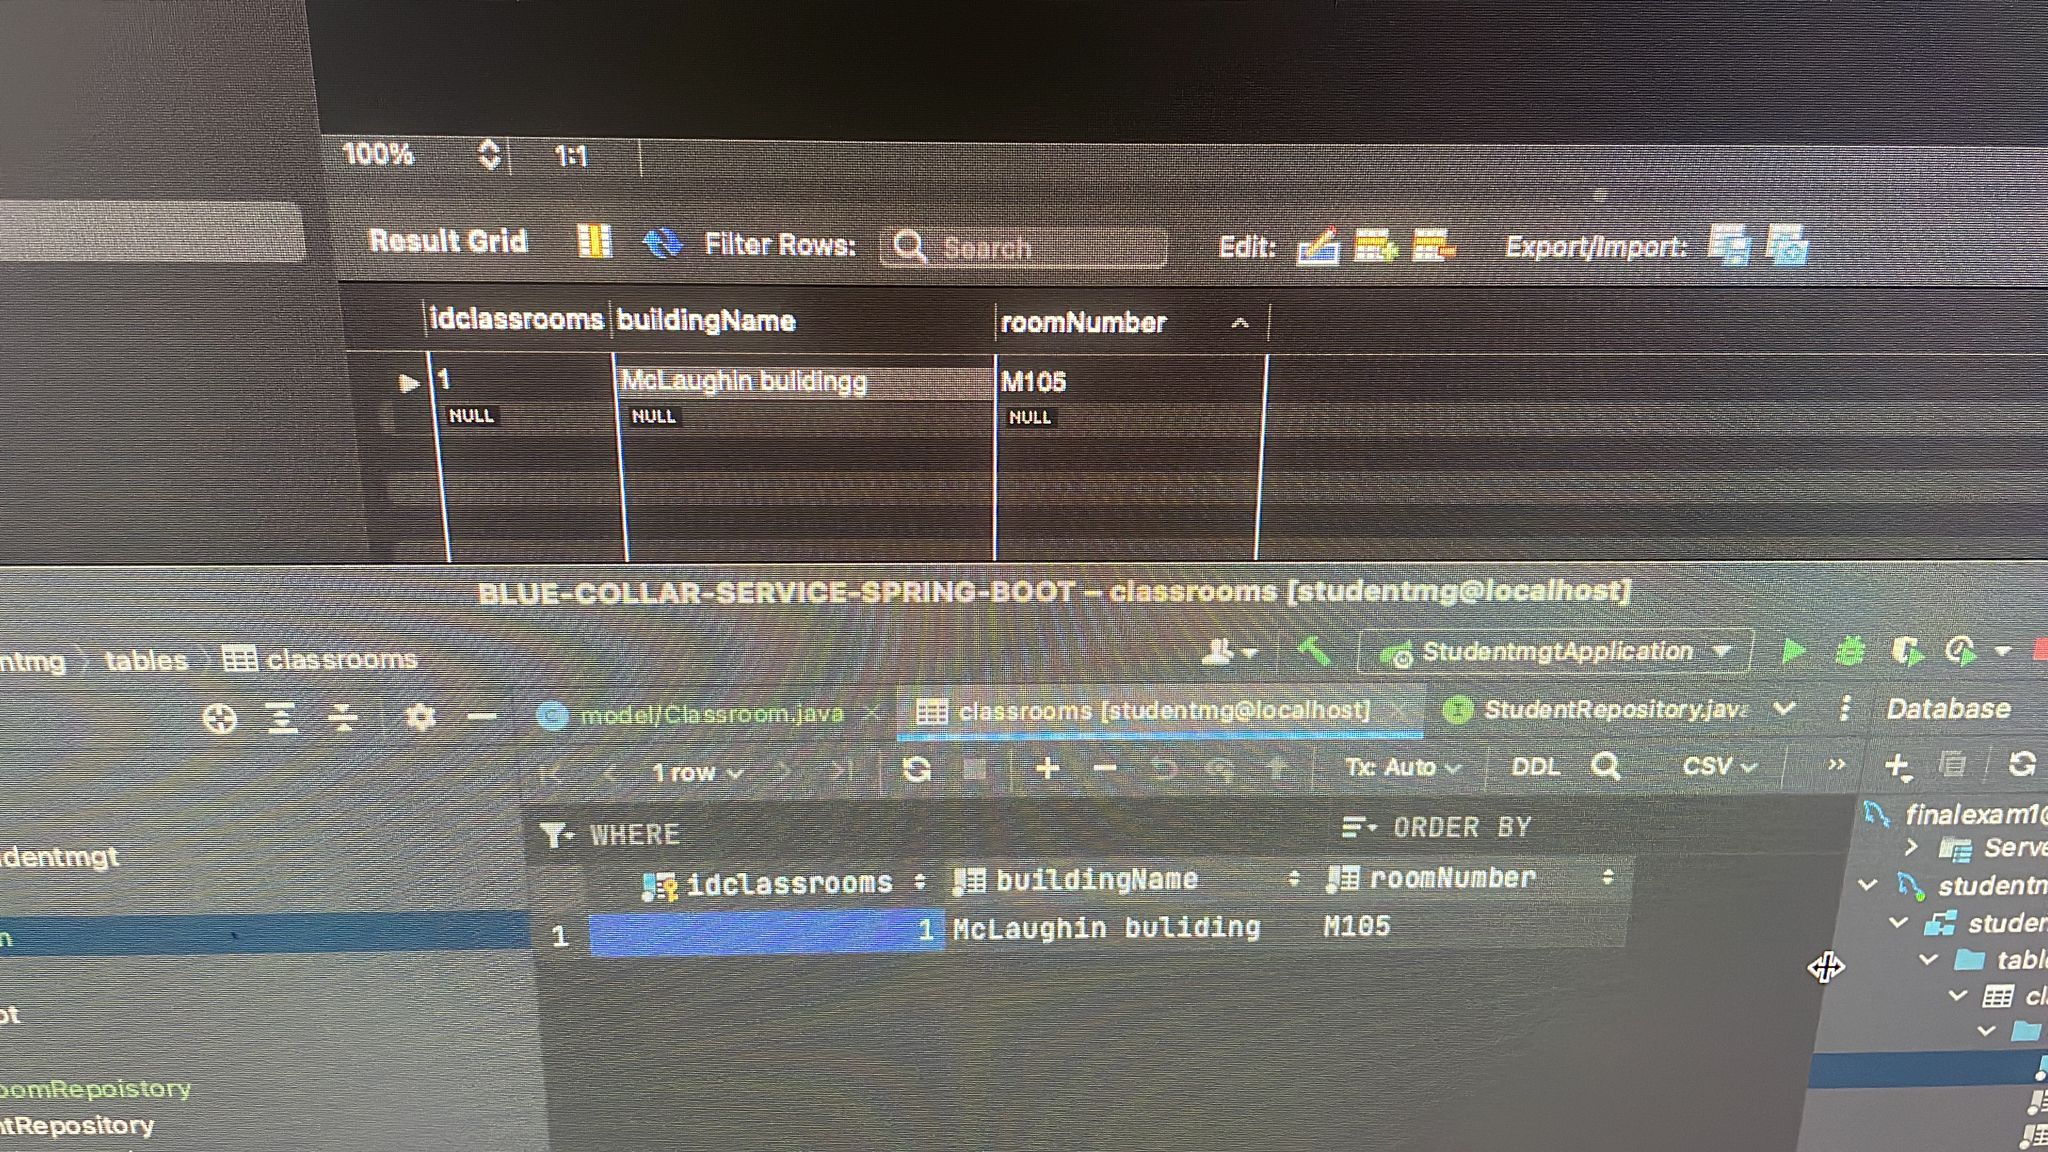 100% 1:1
Result Grid Filter Rows: Search Edit: Export/Import:
idclassrooms buildingName roomNumber
1 McLaughin bulidingg M105
NULL NULL NULL
BLUE-COLLAR-SERVICE-SPRING-BOOT – classrooms [studentmg@localhost]
ntmg tables classrooms StudentmgtApplication
model/Classroom.java classrooms [studentmg@localhost] StudentRepository.java Database
1 row Tx: Auto DDL CSV
WHERE ORDER BY finalexam1@
Serve
dentmgt idclassrooms buildingName roomNumber studentm
1 1 McLaughin buliding M105 studen
n table
cl
ot
oomRepoistory
ntRepository